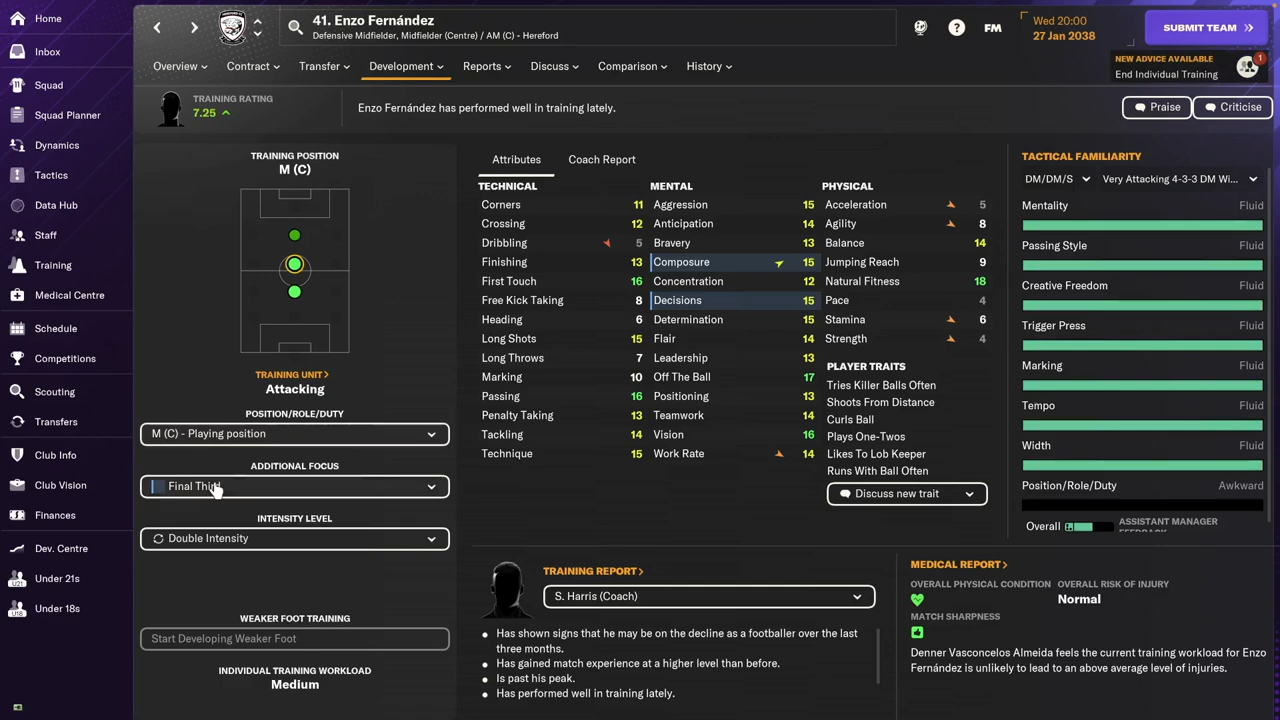 Home
Inbox
Squad
Squad Planner
Dynamics
Tactics
Data Hub
Staff
Training
Medical Centre
Schedule
Competitions
Scouting
Transfers
Club Info
Club Vision
Finances
Dev. Centre
Under 21s
Under 18s
41. Enzo Fernández
Defensive Midfielder, Midfielder (Centre) / AM (C) - Hereford
FM
Wed 20:00
27 Jan 2038
SUBMIT TEAM
Overview
Contract
Transfer
Development
Reports
Discuss
Comparison
History
NEW ADVICE AVAILABLE
End Individual Training
1
TRAINING RATING
7.25
Enzo Fernández has performed well in training lately.
Praise
Criticise
TRAINING POSITION
M (C)
TRAINING UNIT
Attacking
POSITION/ROLE/DUTY
M (C) - Playing position
ADDITIONAL FOCUS
Final Third
INTENSITY LEVEL
Double Intensity
WEAKER FOOT TRAINING
Start Developing Weaker Foot
INDIVIDUAL TRAINING WORKLOAD
Medium
Attributes
Coach Report
TECHNICAL
Corners 11
Crossing 12
Dribbling 5
Finishing 13
First Touch 16
Free Kick Taking 8
Heading 6
Long Shots 15
Long Throws 7
Marking 10
Passing 16
Penalty Taking 13
Tackling 14
Technique 15
MENTAL
Aggression 15
Anticipation 14
Bravery 13
Composure 15
Concentration 12
Decisions 15
Determination 15
Flair 14
Leadership 13
Off The Ball 17
Positioning 13
Teamwork 14
Vision 16
Work Rate 14
PHYSICAL
Acceleration 5
Agility 8
Balance 14
Jumping Reach 9
Natural Fitness 18
Pace 4
Stamina 6
Strength 4
PLAYER TRAITS
Tries Killer Balls Often
Shoots From Distance
Curls Ball
Plays One-Twos
Likes To Lob Keeper
Runs With Ball Often
Discuss new trait
TACTICAL FAMILIARITY
DM/DM/S
Very Attacking 4-3-3 DM Wi...
Mentality Fluid
Passing Style Fluid
Creative Freedom Fluid
Trigger Press Fluid
Marking Fluid
Tempo Fluid
Width Fluid
Position/Role/Duty Awkward
Overall
ASSISTANT MANAGER
TRAINING REPORT
S. Harris (Coach)
Has shown signs that he may be on the decline as a footballer over the last
three months.
Has gained match experience at a higher level than before.
Is past his peak.
Has performed well in training lately.
MEDICAL REPORT
OVERALL PHYSICAL CONDITION
OVERALL RISK OF INJURY
Normal
MATCH SHARPNESS
Denner Vasconcelos Almeida feels the current training workload for Enzo
Fernández is unlikely to lead to an above average level of injuries.